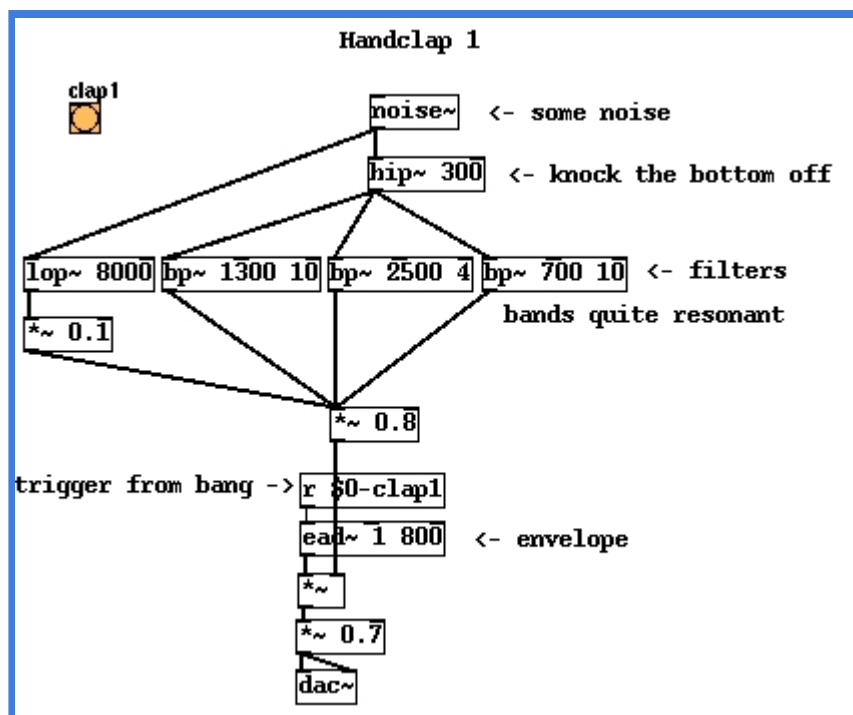 Handclap 1
clap1
noise~ <- some noise
hip~ 300 <- knock the bottom off
lop~ 8000 bp~ 1300 10 bp~ 2500 4 bp~ 700 10 <- filters
bands quite resonant
*~ 0.1
*~ 0.8
trigger from bang -> r $0-clap1
ead~ 1 800 <- envelope
*~
*~ 0.7
dac~